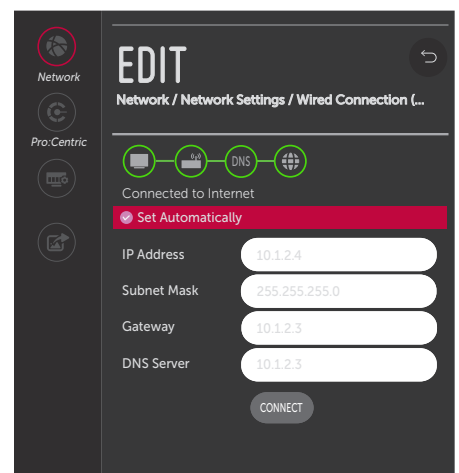 EDIT
Network / Network Settings / Wired Connection (...
Network
Pro:Centric
DNS
Connected to Internet
Set Automatically
IP Address 10.1.2.4
Subnet Mask 255.255.255.0
Gateway 10.1.2.3
DNS Server 10.1.2.3
CONNECT